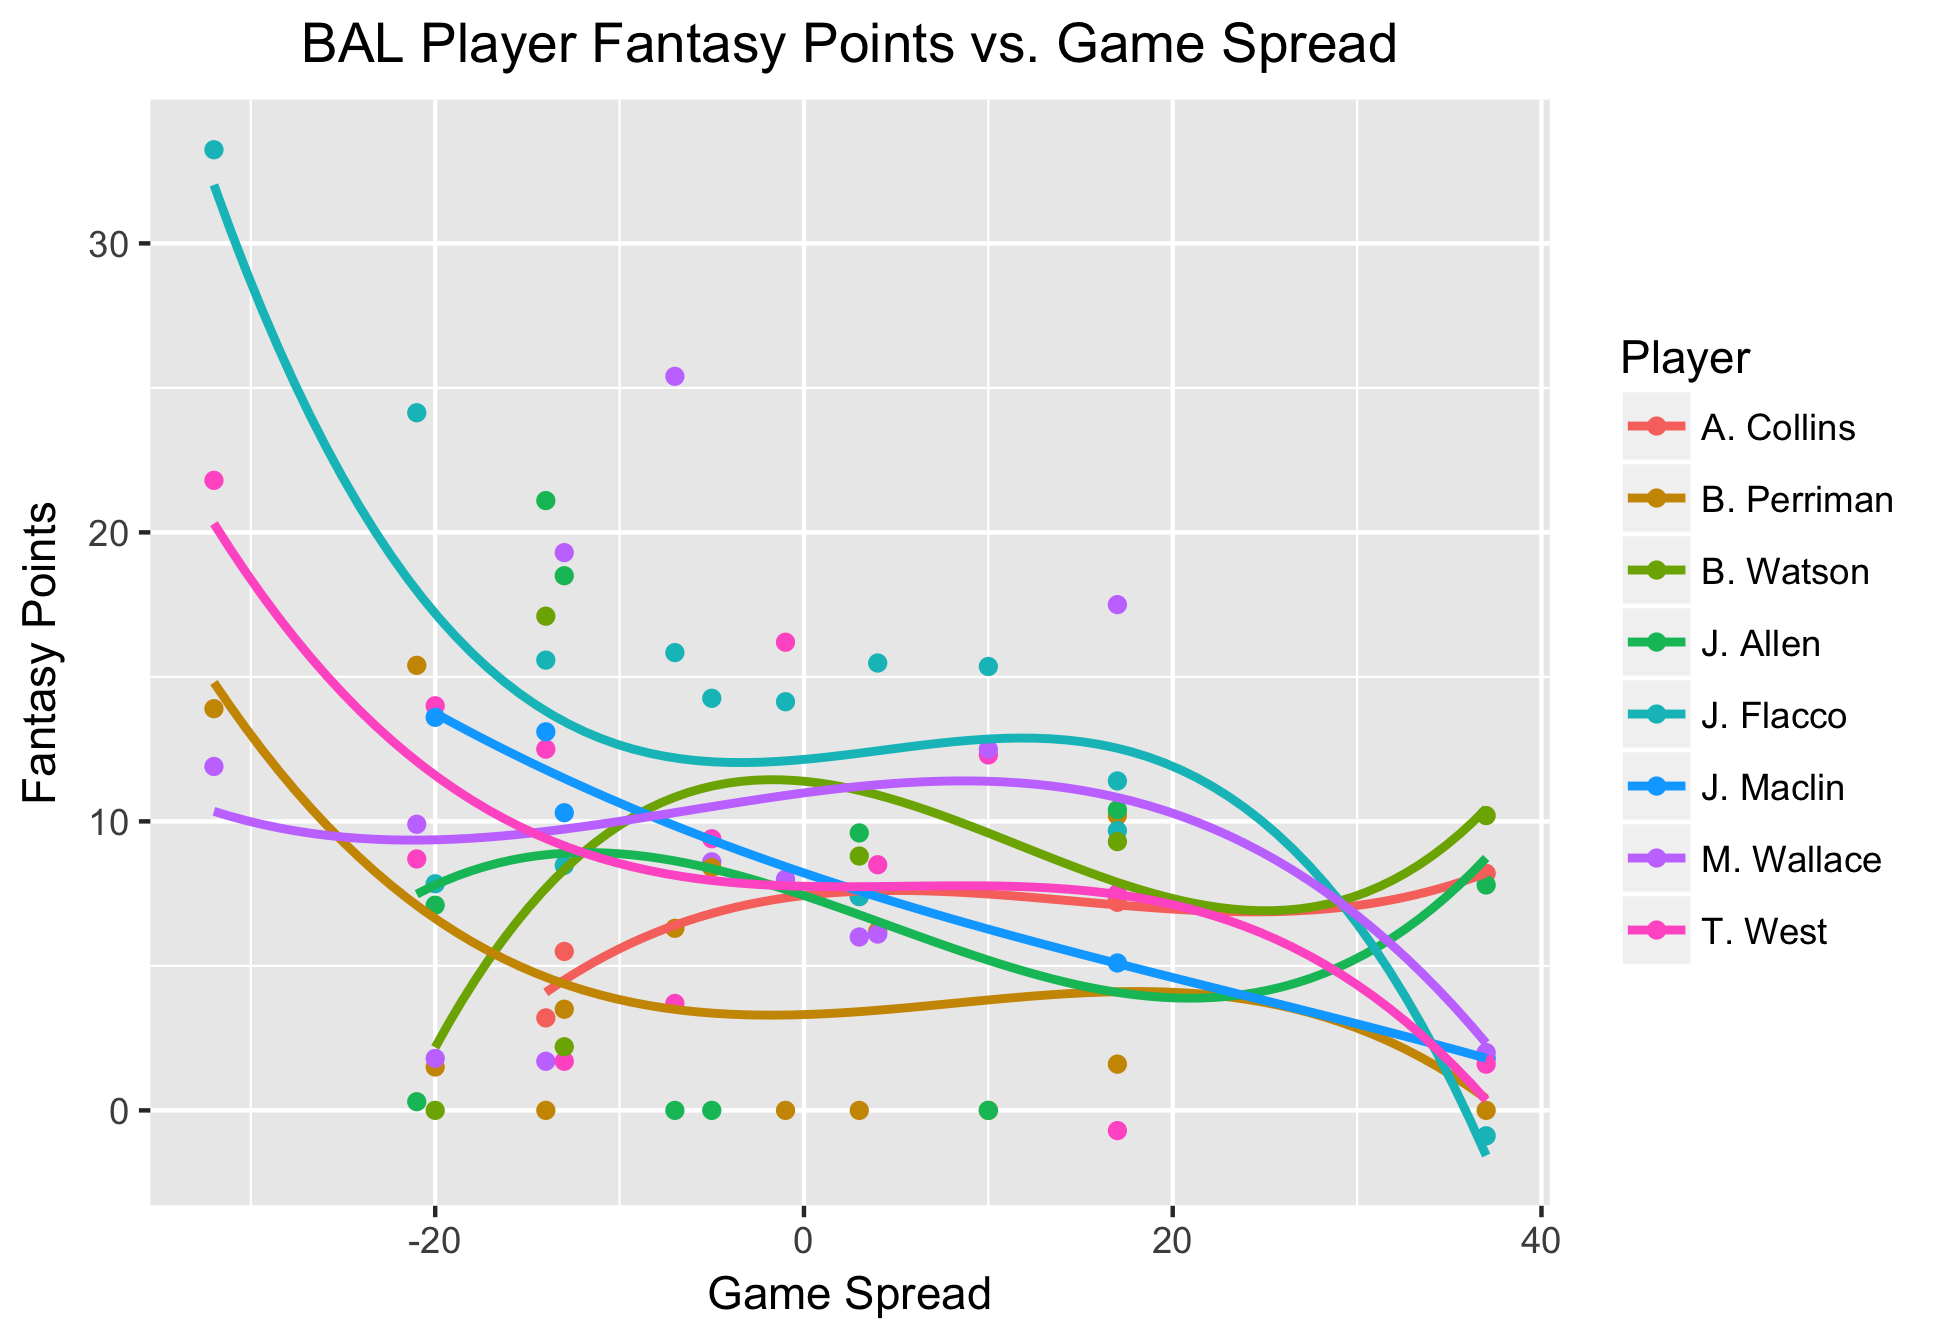 BAL Player Fantasy Points vs. Game Spread
Fantasy Points
30
20
10
0
-20
0
20
40
Game Spread
Player
A. Collins
B. Perriman
B. Watson
J. Allen
J. Flacco
J. Maclin
M. Wallace
T. West